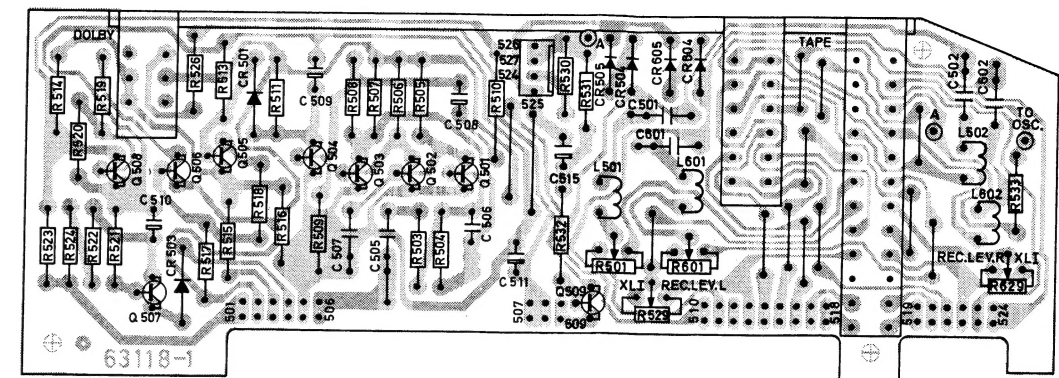 DOLBY
R514
R519
R520
R526
R513
CR501
R511
C509
R508
R507
R506
R505
C508
R510
526
527
524
525
R530
A
R531
CR505
CR504
CR605
CR604
C501
C601
TAPE
C502
C602
A
TO OSC.
L502
L602
R533
Q508
Q506
Q505
Q504
Q503
Q502
Q501
C515
L501
L601
C510
R518
R516
R523
R524
R522
R521
CR503
R517
R515
R509
C507
C505
R503
R504
C506
C511
R532
R501
R601
XLI
REC.LEV.L
REC.LEV.R
XLI
R629
Q507
501
506
507
Q509
609
R529
510
518
519
524
63118-1